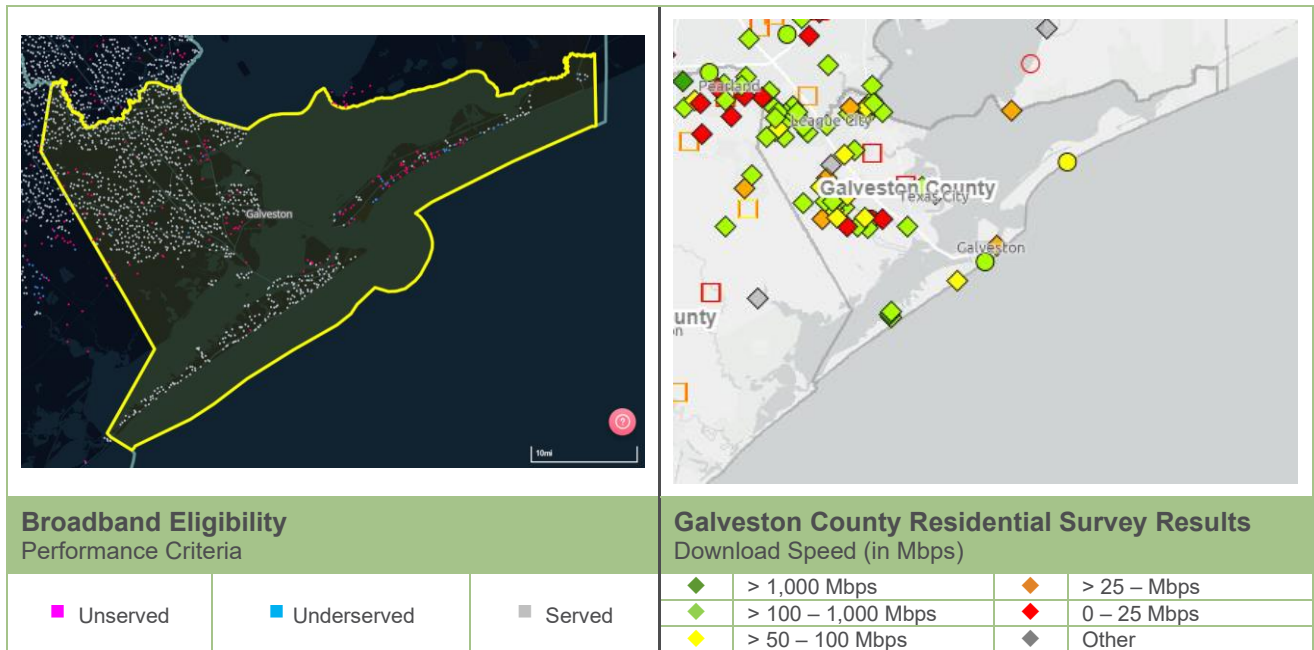 Galveston
10mi
Pearland
League City
Galveston County
Texas City
Galveston
unty
n
Broadband Eligibility
Performance Criteria
Unserved
Underserved
Served
Galveston County Residential Survey Results
Download Speed (in Mbps)
> 1,000 Mbps
> 25 – Mbps
> 100 – 1,000 Mbps
0 – 25 Mbps
> 50 – 100 Mbps
Other